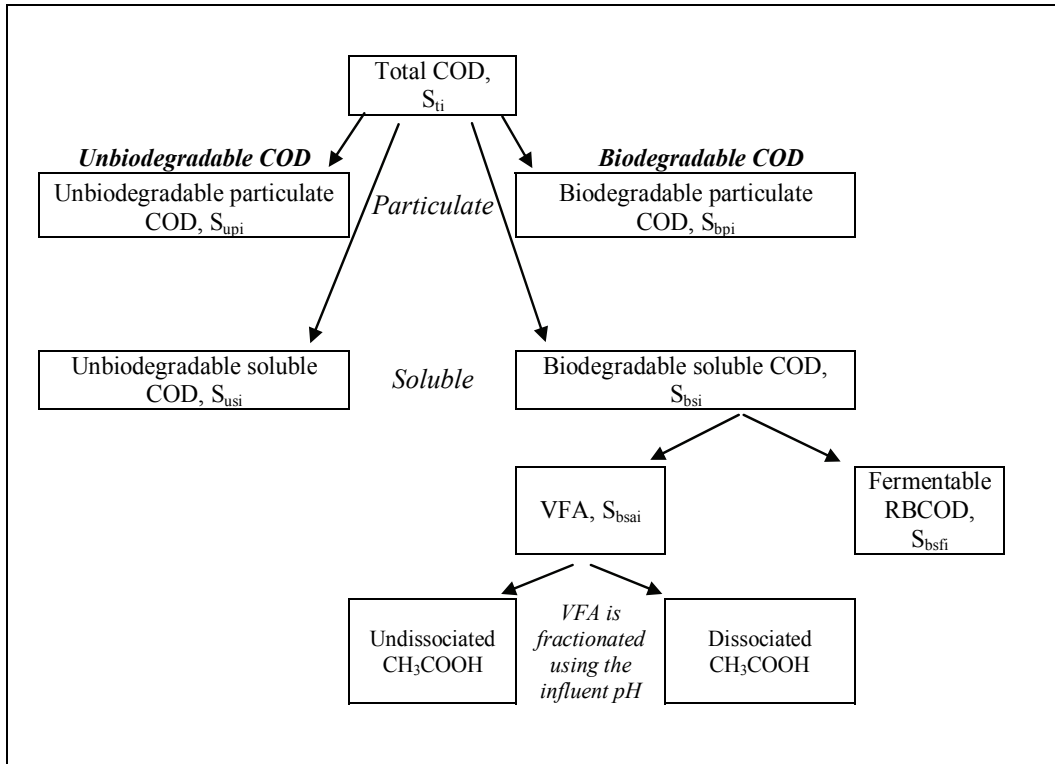 Total COD,
S_ti
Unbiodegradable COD
Biodegradable COD
Unbiodegradable particulate
COD, S_upi
Particulate
Biodegradable particulate
COD, S_bpi
Unbiodegradable soluble
COD, S_usi
Soluble
Biodegradable soluble COD,
S_bsi
VFA, S_bsai
Fermentable
RBCOD,
S_bsfi
Undissociated
CH₃COOH
VFA is
fractionated
using the
influent pH
Dissociated
CH₃COOH